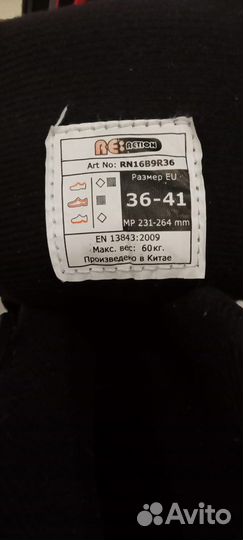 RE:ACTION
Art No: RN16B9R36
Размер EU
36-41
MP 231-264 mm
EN 13843:2009
Макс. вес: 60кг.
Произведено в Китае
Avito